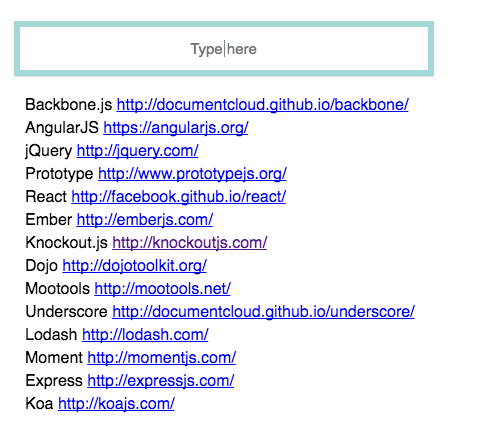 Type here
Backbone.js http://documentcloud.github.io/backbone/
AngularJS https://angularjs.org/
jQuery http://jquery.com/
Prototype http://www.prototypejs.org/
React http://facebook.github.io/react/
Ember http://emberjs.com/
Knockout.js http://knockoutjs.com/
Dojo http://dojotoolkit.org/
Mootools http://mootools.net/
Underscore http://documentcloud.github.io/underscore/
Lodash http://lodash.com/
Moment http://momentjs.com/
Express http://expressjs.com/
Koa http://koajs.com/